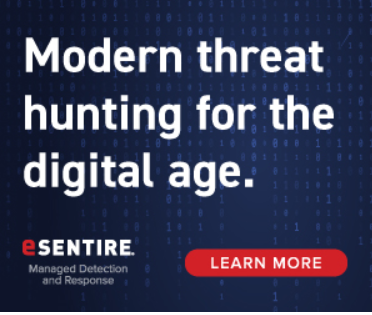 Modern threat
hunting for the
digital age.
eSENTIRE.
Managed Detection
and Response
LEARN MORE